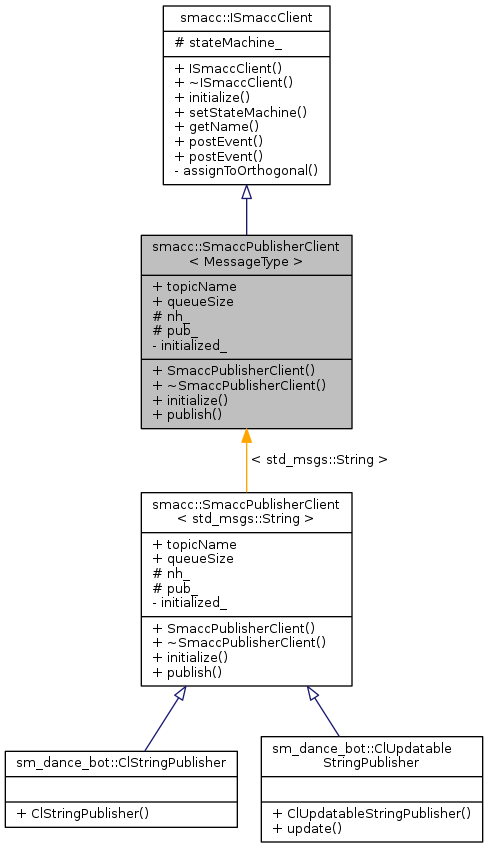 smacc::ISmaccClient
# stateMachine_
+ ISmaccClient()
+ ~ISmaccClient()
+ initialize()
+ setStateMachine()
+ getName()
+ postEvent()
+ postEvent()
- assignToOrthogonal()
smacc::SmaccPublisherClient
< MessageType >
+ topicName
+ queueSize
# nh_
# pub_
- initialized_
+ SmaccPublisherClient()
+ ~SmaccPublisherClient()
+ initialize()
+ publish()
< std_msgs::String >
smacc::SmaccPublisherClient
< std_msgs::String >
+ topicName
+ queueSize
# nh_
# pub_
- initialized_
+ SmaccPublisherClient()
+ ~SmaccPublisherClient()
+ initialize()
+ publish()
sm_dance_bot::ClStringPublisher
+ ClStringPublisher()
sm_dance_bot::ClUpdatable
StringPublisher
+ ClUpdatableStringPublisher()
+ update()